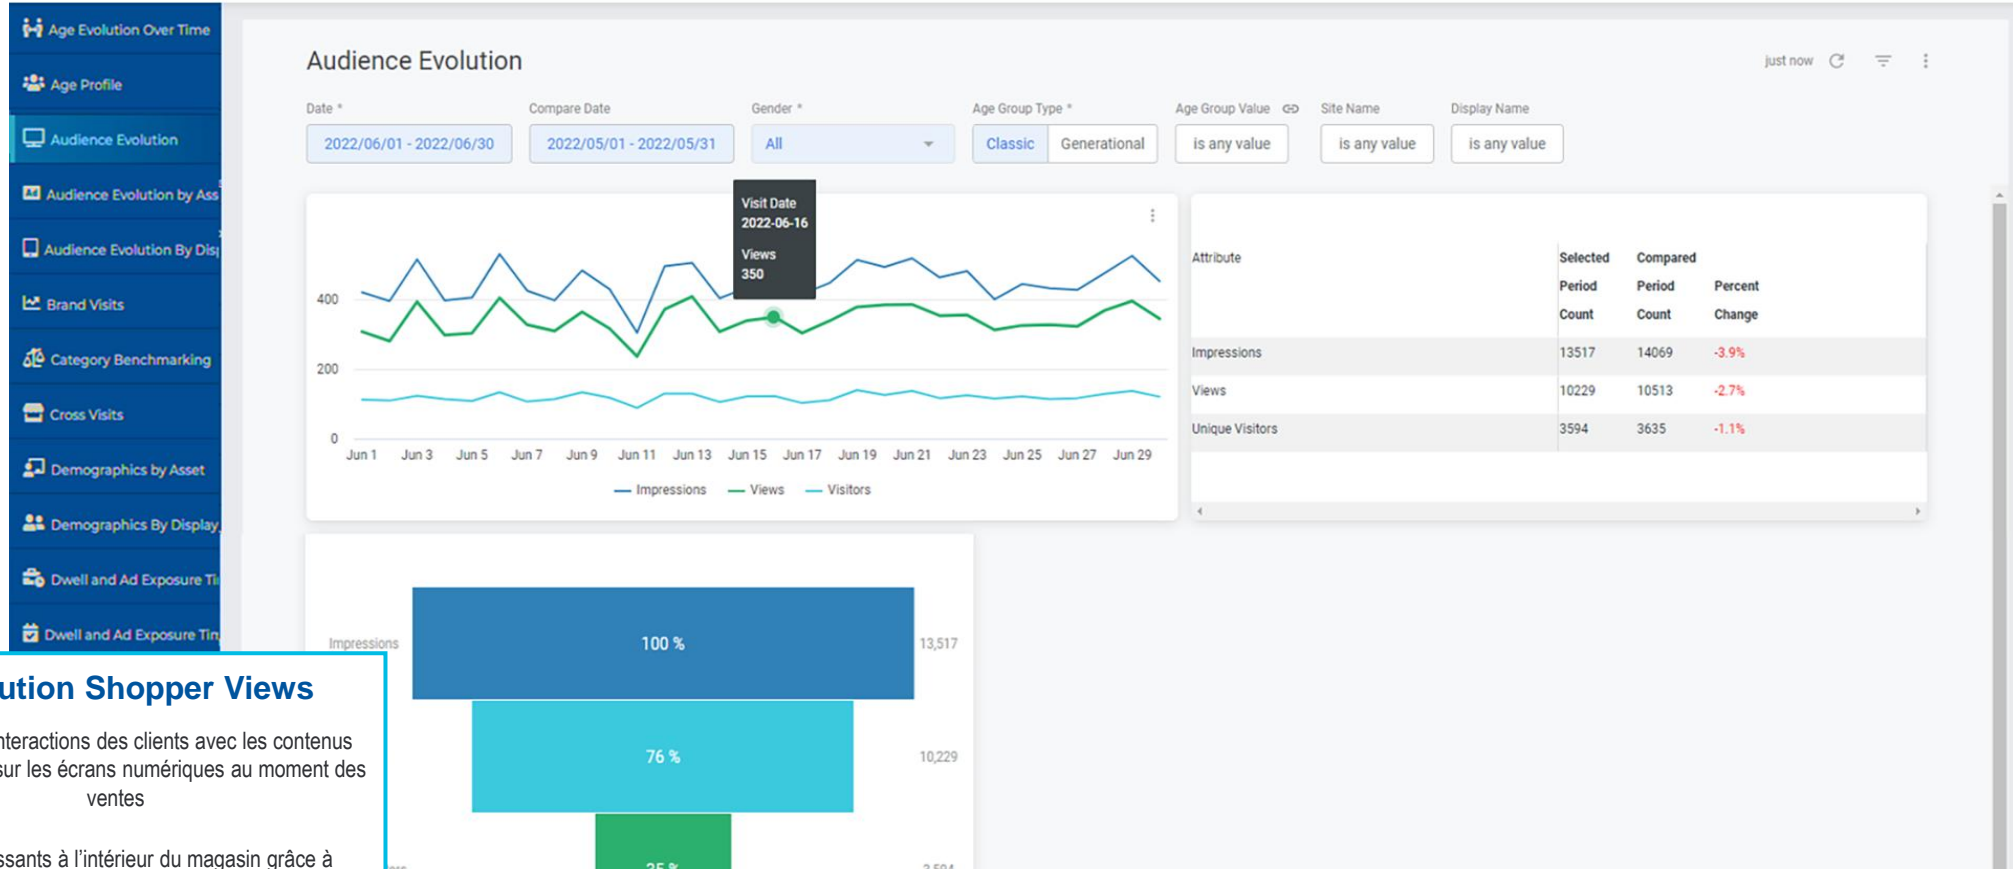 Age Evolution Over Time
Age Profile
Audience Evolution
Audience Evolution by Ass
Audience Evolution By Dis
Brand Visits
Category Benchmarking
Cross Visits
Demographics by Asset
Demographics By Display
Dwell and Ad Exposure Ti
Dwell and Ad Exposure Tim
Audience Evolution
just now
Date *
Compare Date
Gender *
Age Group Type *
Age Group Value
Site Name
Display Name
2022/06/01 - 2022/06/30
2022/05/01 - 2022/05/31
All
Classic
Generational
is any value
is any value
is any value
Visit Date
2022-06-16
Views
350
400
200
0
Jun 1 Jun 3 Jun 5 Jun 7 Jun 9 Jun 11 Jun 13 Jun 15 Jun 17 Jun 19 Jun 21 Jun 23 Jun 25 Jun 27 Jun 29
Impressions Views Visitors
Attribute
Selected Period Count
Compared Period Count
Percent Change
Impressions 13517 14069 -3.9%
Views 10229 10513 -2.7%
Unique Visitors 3594 3635 -1.1%
Impressions 100 % 13,517
76 % 10,229
35 % 3,594
ution Shopper Views
nteractions des clients avec les contenus
sur les écrans numériques au moment des
ventes
ssants à l’intérieur du magasin grâce à